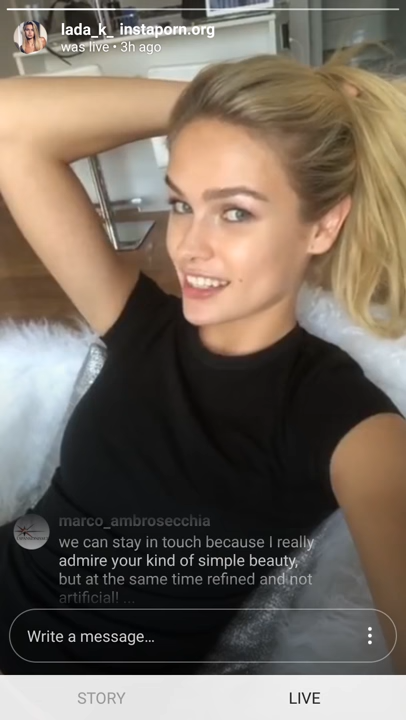 lada_k_ instaporn.org
was live • 3h ago
marco_ambrosecchia
we can stay in touch because I really
admire your kind of simple beauty,
but at the same time refined and not
artificial! ...
Write a message...
STORY
LIVE